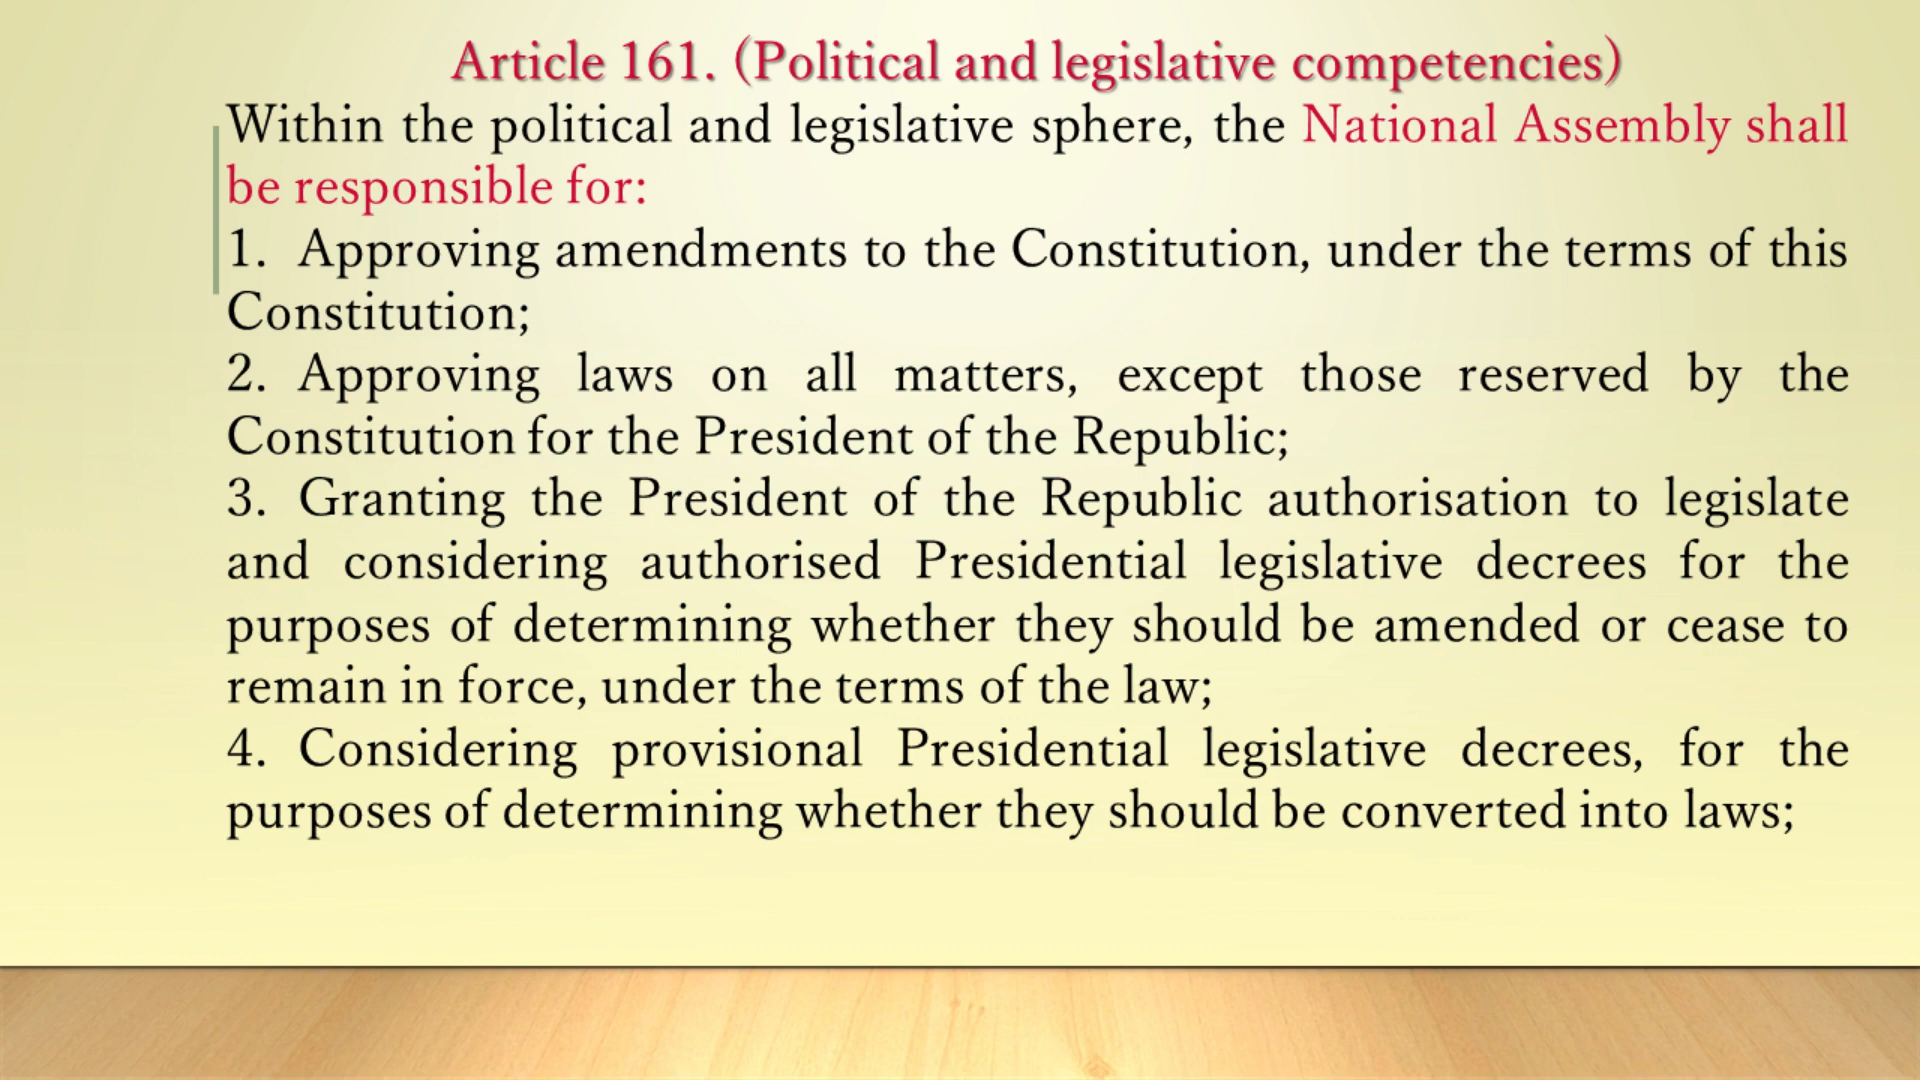 Article 161. (Political and legislative competencies)
Within the political and legislative sphere, the National Assembly shall
be responsible for:
1. Approving amendments to the Constitution, under the terms of this
Constitution;
2. Approving laws on all matters, except those reserved by the
Constitution for the President of the Republic;
3. Granting the President of the Republic authorisation to legislate
and considering authorised Presidential legislative decrees for the
purposes of determining whether they should be amended or cease to
remain in force, under the terms of the law;
4. Considering provisional Presidential legislative decrees, for the
purposes of determining whether they should be converted into laws;